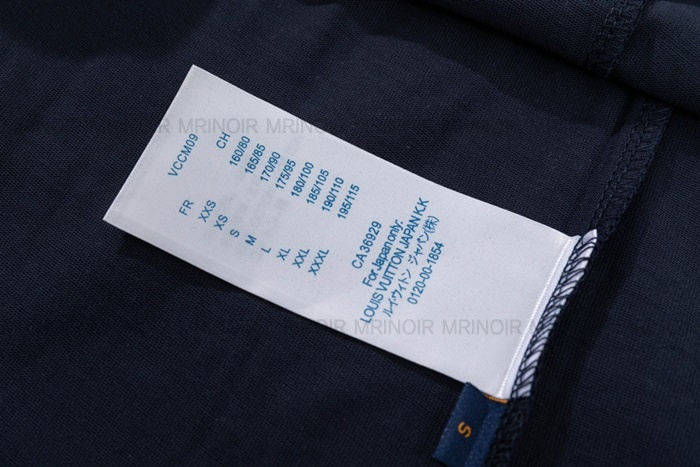 VCCM09
FR CH
XXS 160/80
XS 165/85
S 170/90
M 175/95
L 180/100
XL 185/105
XXL 190/110
XXXL 195/115
CA36929
For Japan only:
LOUIS VUITTON JAPAN K.K
ルイ・ヴィトン ジャパン(株)
0120-00-1854
S
MRINOIR MRINOIR MRINOIR
MRINOIR MRINOIR MRINOIR